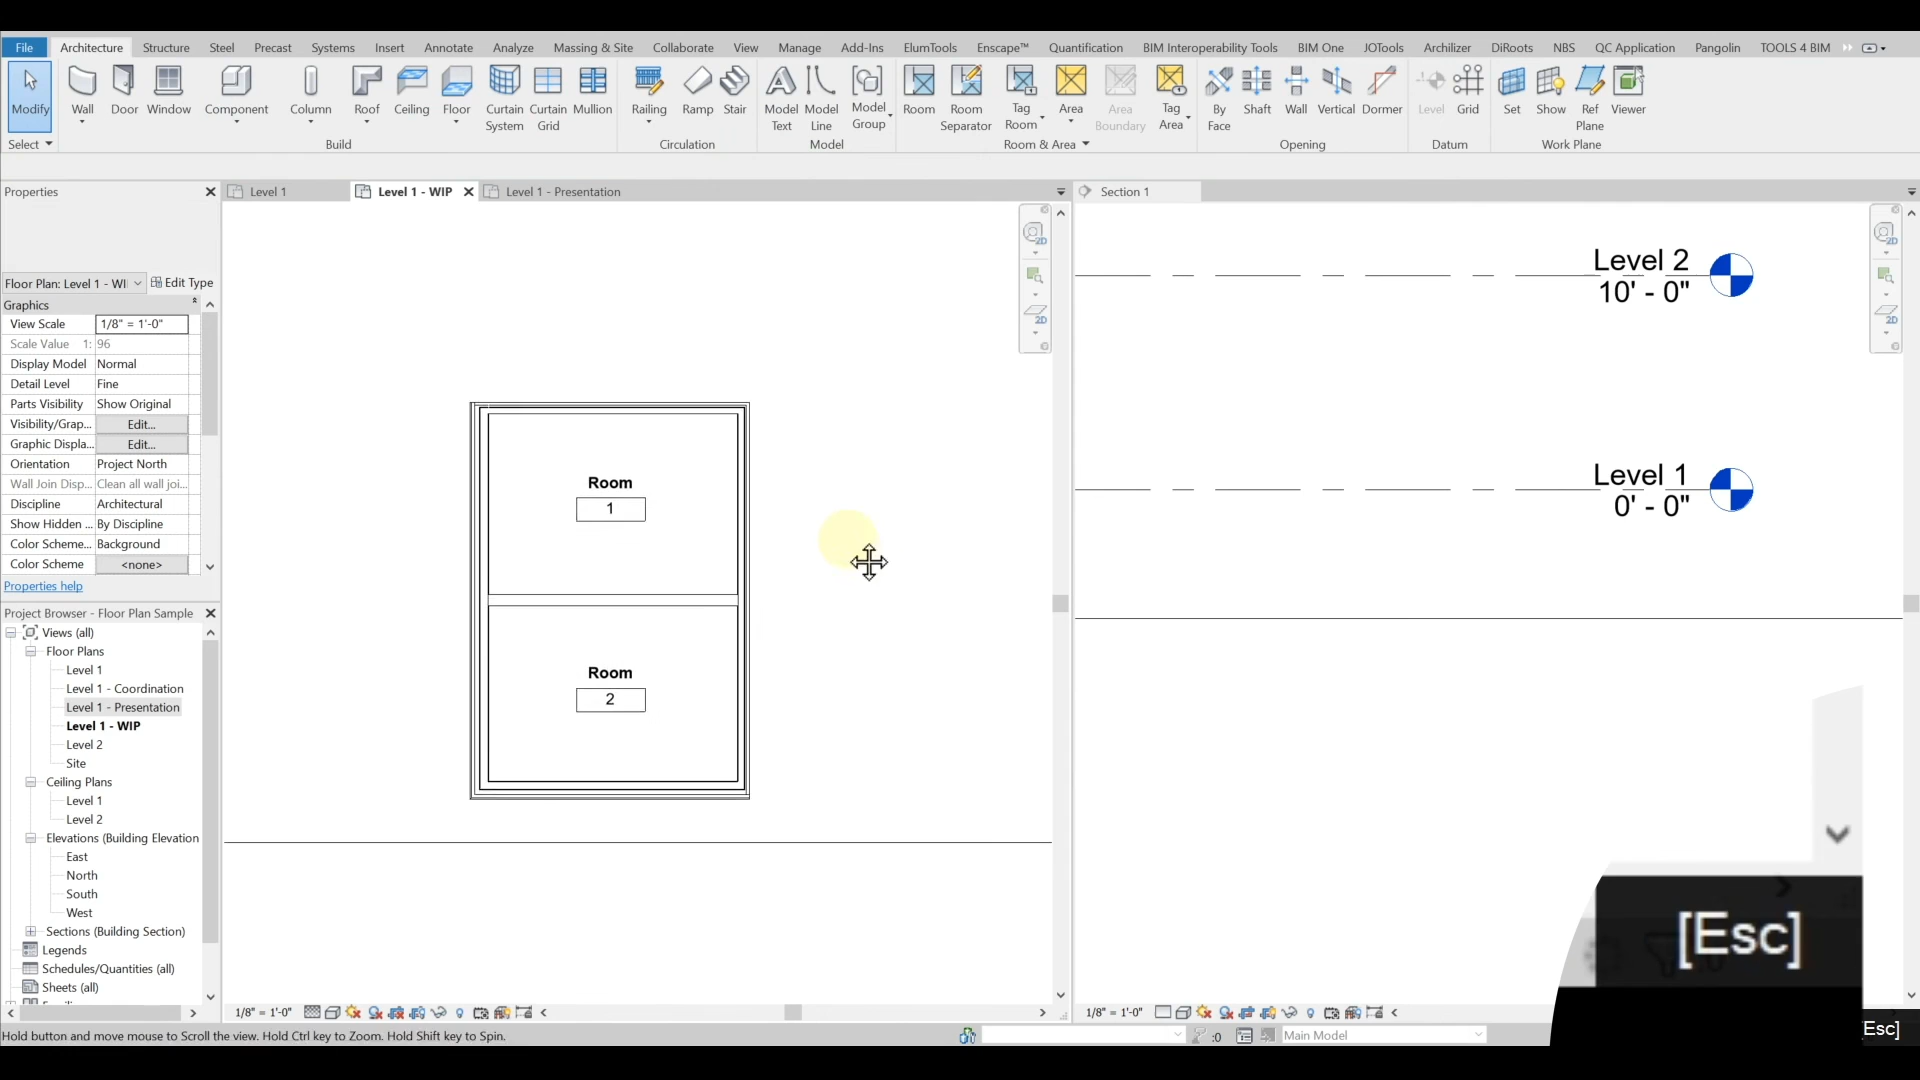 File Architecture Structure Steel Precast Systems Insert Annotate Analyze Massing & Site Collaborate View Manage Add-Ins ElumTools Enscape™ Quantification BIM Interoperability Tools BIM One JOTools Archilizer DiRoots NBS QC Application Pangolin TOOLS 4 BIM
Modify Wall Door Window Component Column Roof Ceiling Floor Curtain System Curtain Grid Mullion Railing Ramp Stair Model Text Model Line Model Group Room Room Separator Tag Room Area Area Boundary Tag Area By Face Shaft Wall Vertical Dormer Level Grid Set Show Ref Plane Viewer
Select Build Circulation Model Room & Area Opening Datum Work Plane
Properties
Level 1 Level 1 - WIP Level 1 - Presentation Section 1
Floor Plan: Level 1 - WI Edit Type
Graphics
View Scale 1/8" = 1'-0"
Scale Value 1: 96
Display Model Normal
Detail Level Fine
Parts Visibility Show Original
Visibility/Grap... Edit...
Graphic Displa... Edit...
Orientation Project North
Wall Join Disp... Clean all wall joi...
Discipline Architectural
Show Hidden ... By Discipline
Color Scheme... Background
Color Scheme <none>
Properties help
Project Browser - Floor Plan Sample
Views (all)
Floor Plans
Level 1
Level 1 - Coordination
Level 1 - Presentation
Level 1 - WIP
Level 2
Site
Ceiling Plans
Level 1
Level 2
Elevations (Building Elevation
East
North
South
West
Sections (Building Section)
Legends
Schedules/Quantities (all)
Sheets (all)
Room
1
Room
2
2D
2D
2D
2D
Level 2
10' - 0"
Level 1
0' - 0"
[Esc]
1/8" = 1'-0"
1/8" = 1'-0"
Hold button and move mouse to Scroll the view. Hold Ctrl key to Zoom. Hold Shift key to Spin.
:0
Main Model
Esc]